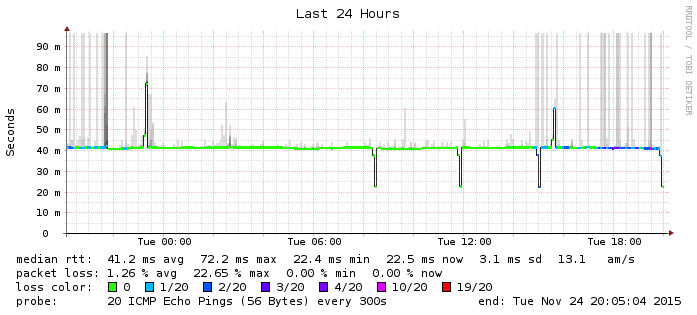 Last 24 Hours
RRDTOOL / TOBI OETIKER
Seconds
90 m
80 m
70 m
60 m
50 m
40 m
30 m
20 m
10 m
0
Tue 00:00 Tue 06:00 Tue 12:00 Tue 18:00
median rtt: 41.2 ms avg 72.2 ms max 22.4 ms min 22.5 ms now 3.1 ms sd 13.1 am/s
packet loss: 1.26 % avg 22.65 % max 0.00 % min 0.00 % now
loss color: 0 1/20 2/20 3/20 4/20 10/20 19/20
probe: 20 ICMP Echo Pings (56 Bytes) every 300s end: Tue Nov 24 20:05:04 2015